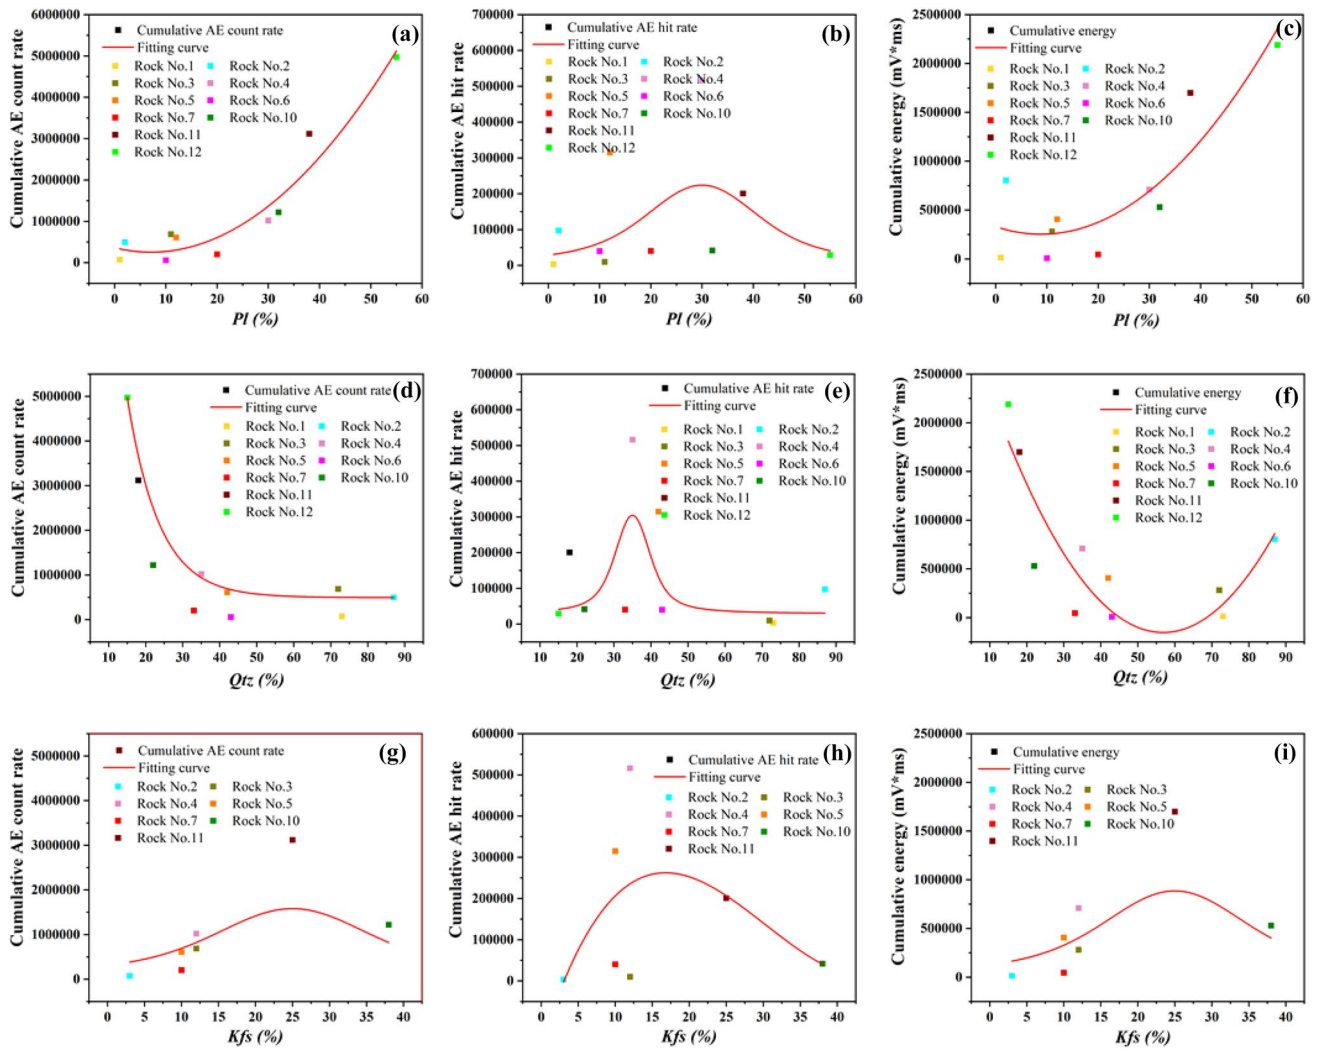 (a)
Cumulative AE count rate
6000000
5000000
4000000
3000000
2000000
1000000
0
Cumulative AE count rate
Fitting curve
Rock No.1 Rock No.2
Rock No.3 Rock No.4
Rock No.5 Rock No.6
Rock No.7 Rock No.10
Rock No.11
Rock No.12
0 10 20 30 40 50 60
Pl (%)
(b)
Cumulative AE hit rate
700000
600000
500000
400000
300000
200000
100000
0
Cumulative AE hit rate
Fitting curve
Rock No.1 Rock No.2
Rock No.3 Rock No.4
Rock No.5 Rock No.6
Rock No.7 Rock No.10
Rock No.11
Rock No.12
0 10 20 30 40 50 60
Pl (%)
(c)
Cumulative energy (mV*ms)
2500000
2000000
1500000
1000000
500000
0
Cumulative energy
Fitting curve
Rock No.1 Rock No.2
Rock No.3 Rock No.4
Rock No.5 Rock No.6
Rock No.7 Rock No.10
Rock No.11
Rock No.12
0 10 20 30 40 50 60
Pl (%)
(d)
Cumulative AE count rate
5000000
4000000
3000000
2000000
1000000
0
Cumulative AE count rate
Fitting curve
Rock No.1 Rock No.2
Rock No.3 Rock No.4
Rock No.5 Rock No.6
Rock No.7 Rock No.10
Rock No.11
Rock No.12
10 20 30 40 50 60 70 80 90
Qtz (%)
(e)
Cumulative AE hit rate
700000
600000
500000
400000
300000
200000
100000
0
Cumulative AE hit rate
Fitting curve
Rock No.1 Rock No.2
Rock No.3 Rock No.4
Rock No.5 Rock No.6
Rock No.7 Rock No.10
Rock No.11
Rock No.12
10 20 30 40 50 60 70 80 90
Qtz (%)
(f)
Cumulative energy (mV*ms)
2500000
2000000
1500000
1000000
500000
0
Cumulative energy
Fitting curve
Rock No.1 Rock No.2
Rock No.3 Rock No.4
Rock No.5 Rock No.6
Rock No.7 Rock No.10
Rock No.11
Rock No.12
10 20 30 40 50 60 70 80 90
Qtz (%)
(g)
Cumulative AE count rate
5000000
4000000
3000000
2000000
1000000
0
Cumulative AE count rate
Fitting curve
Rock No.2 Rock No.3
Rock No.4 Rock No.5
Rock No.7 Rock No.10
Rock No.11
0 5 10 15 20 25 30 35 40
Kfs (%)
(h)
Cumulative AE hit rate
600000
500000
400000
300000
200000
100000
0
Cumulative AE hit rate
Fitting curve
Rock No.2 Rock No.3
Rock No.4 Rock No.5
Rock No.7 Rock No.10
Rock No.11
0 5 10 15 20 25 30 35 40
Kfs (%)
(i)
Culative energy (mV*ms)
2500000
2000000
1500000
1000000
500000
0
Cumulative energy
Fitting curve
Rock No.2 Rock No.3
Rock No.4 Rock No.5
Rock No.7 Rock No.10
Rock No.11
0 5 10 15 20 25 30 35 40
Kfs (%)